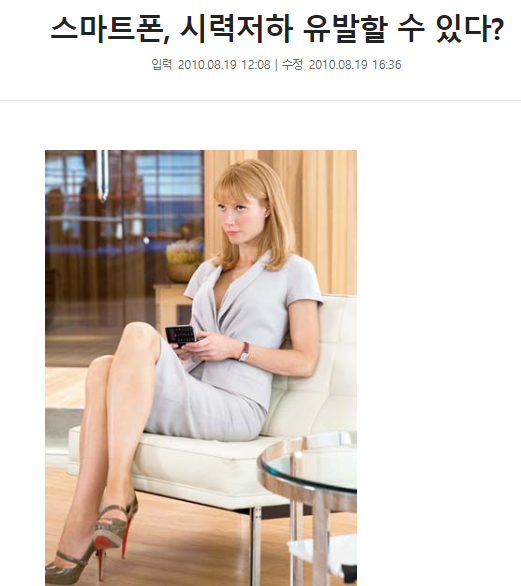 스마트폰, 시력저하 유발할 수 있다?
입력 2010.08.19 12:08 | 수정 2010.08.19 16:36